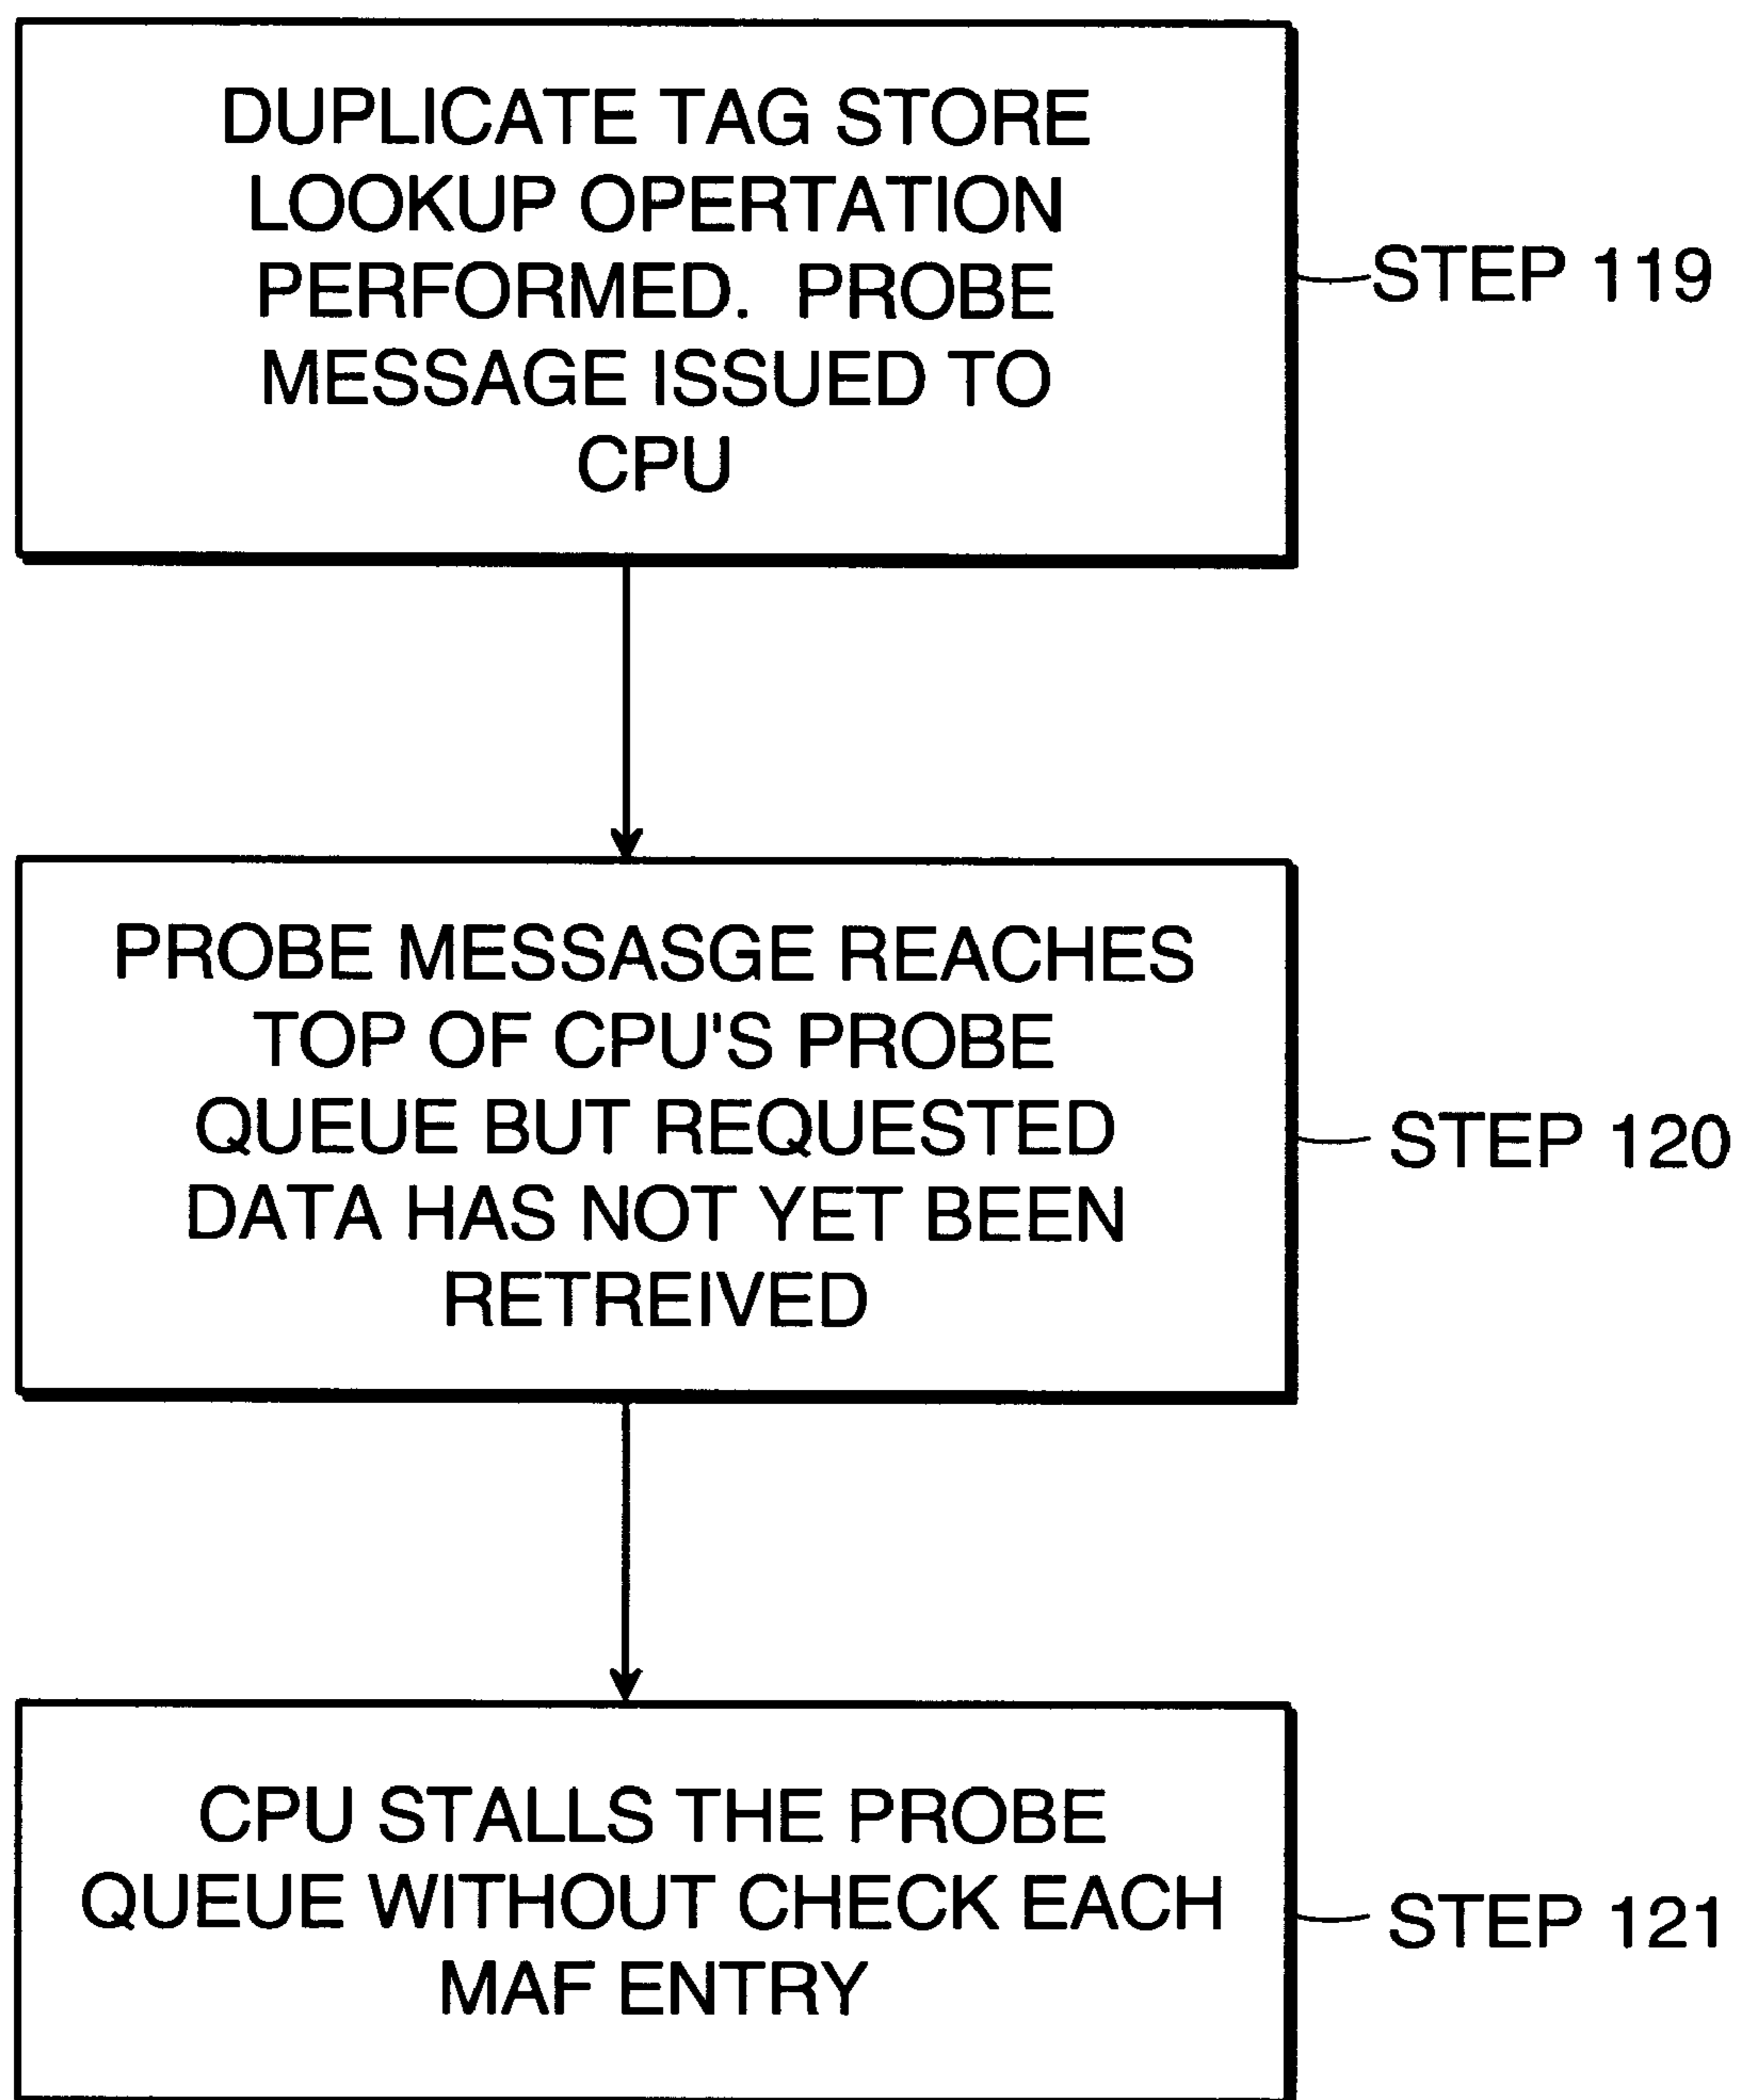 DUPLICATE TAG STORE
LOOKUP OPERTATION
PERFORMED. PROBE
MESSAGE ISSUED TO
CPU
STEP 119
PROBE MESSASGE REACHES
TOP OF CPU'S PROBE
QUEUE BUT REQUESTED
DATA HAS NOT YET BEEN
RETREIVED
STEP 120
CPU STALLS THE PROBE
QUEUE WITHOUT CHECK EACH
MAF ENTRY
STEP 121